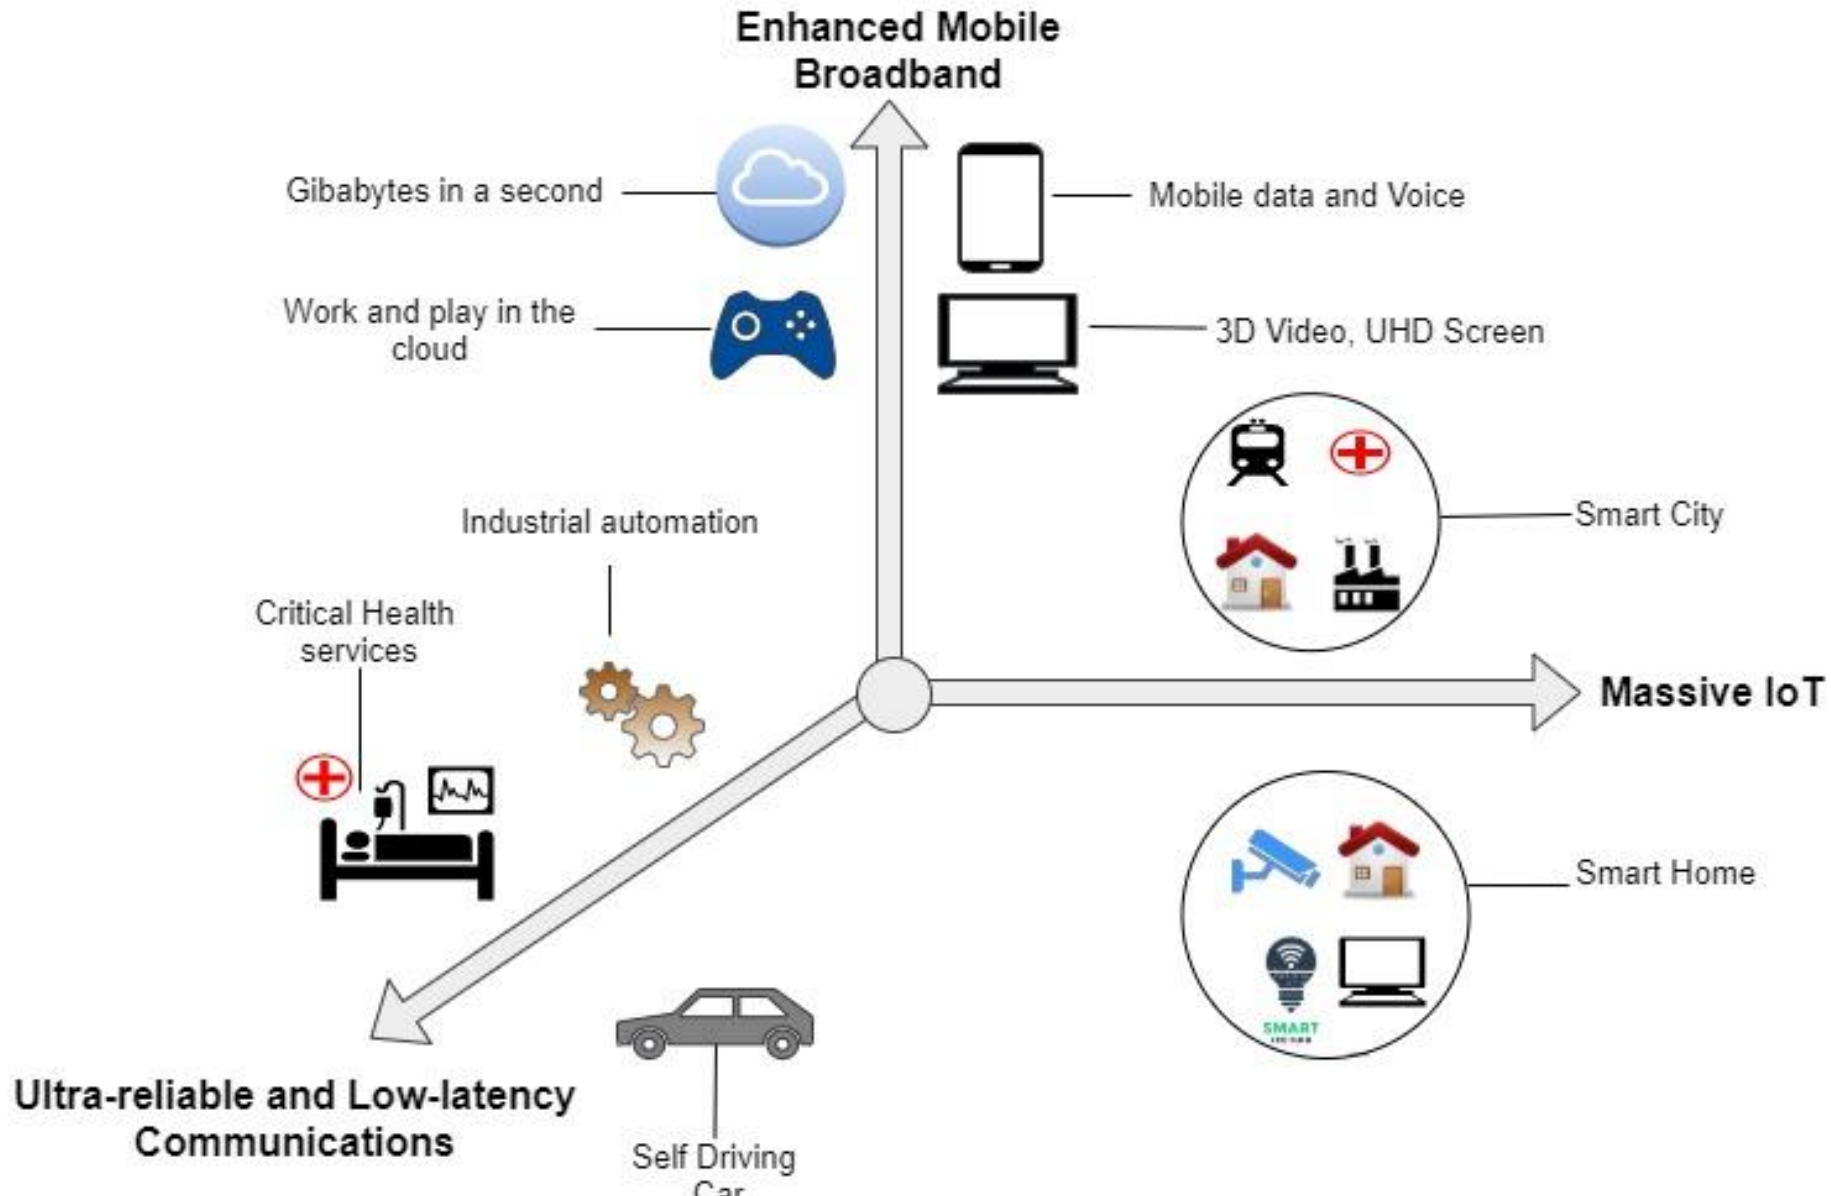 Enhanced Mobile
Broadband
Gibabytes in a second
Mobile data and Voice
Work and play in the
cloud
3D Video, UHD Screen
Industrial automation
Smart City
Critical Health
services
Massive IoT
Smart Home
SMART
Ultra-reliable and Low-latency
Communications
Self Driving
Car